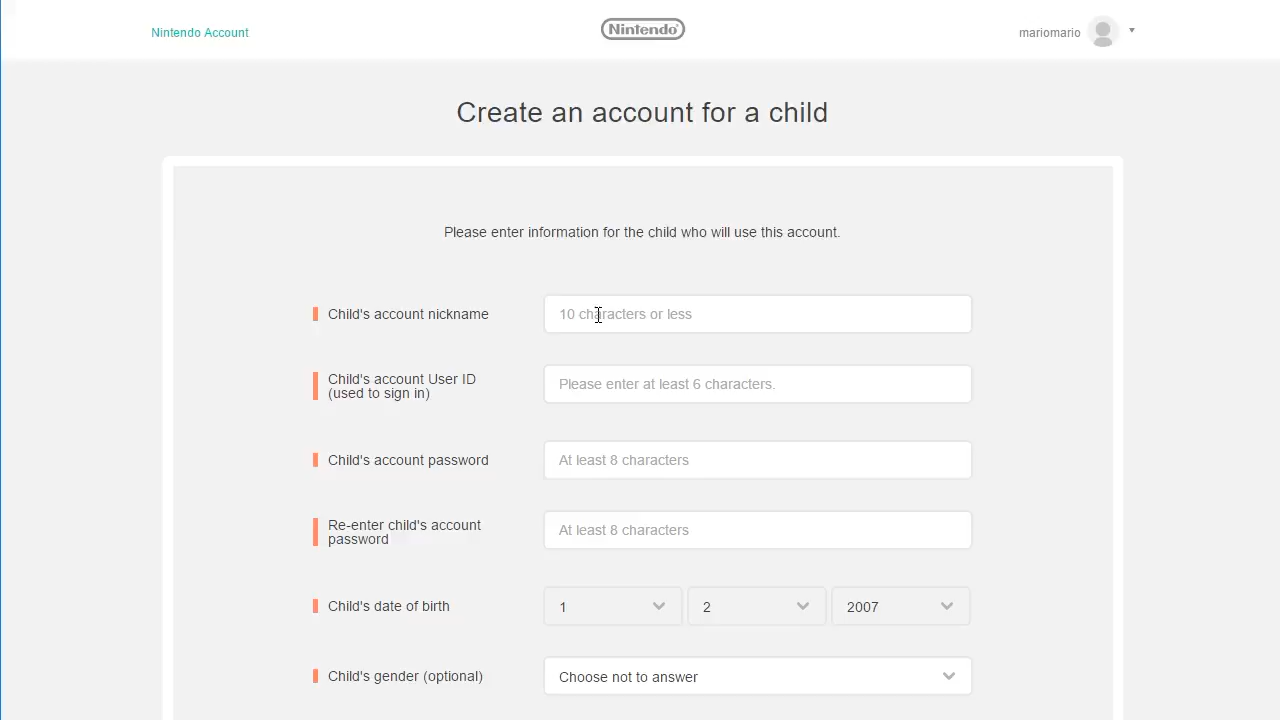 Nintendo Account
Nintendo®
mariomario
Create an account for a child
Please enter information for the child who will use this account.
Child's account nickname
10 characters or less
Child's account User ID
(used to sign in)
Please enter at least 6 characters.
Child's account password
At least 8 characters
Re-enter child's account
password
At least 8 characters
Child's date of birth
1
2
2007
Child's gender (optional)
Choose not to answer